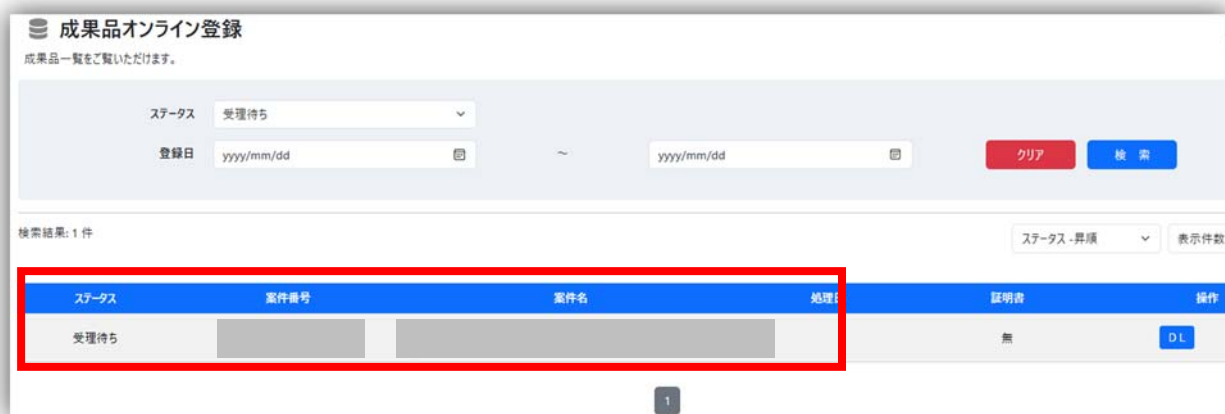 成果品オンライン登録
成果品一覧をご覧いただけます。
ステータス 受理待ち
登録日 yyyy/mm/dd ~ yyyy/mm/dd クリア 検 索
検索結果: 1 件
ステータス -昇順 表示件数
ステータス 案件番号 案件名 処理日 証明書 操作
受理待ち 無 DL
1